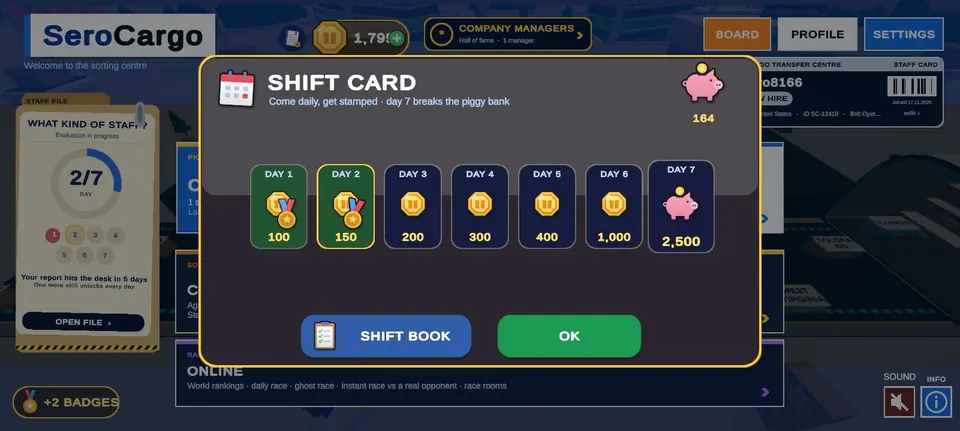 SeroCargo
Welcome to the sorting centre
1,799
COMPANY MANAGERS
Hall of fame · 1 manager
BOARD
PROFILE
SETTINGS
GO TRANSFER CENTRE
STAFF CARD
o8166
HIRE
Joined 17.11.2025
ID SC-12419 · Belt Oper...
edit
STAFF FILE
WHAT KIND OF STAFF?
Evaluation in progress
2/7
DAY
1 2 3 4
5 6 7
Your report hits the desk in 5 days
One more skill unlocks every day
OPEN FILE ›
+2 BADGES
SHIFT CARD
Come daily, get stamped · day 7 breaks the piggy bank
164
DAY 1
100
DAY 2
150
DAY 3
200
DAY 4
300
DAY 5
400
DAY 6
1,000
DAY 7
2,500
SHIFT BOOK
OK
ONLINE
World rankings · daily race · ghost race · instant race vs a real opponent · race rooms
SOUND
INFO